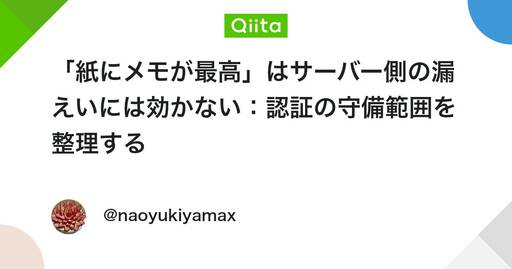 Qiita
「紙にメモが最高」はサーバー側の漏
えいには効かない：認証の守備範囲を
整理する
@naoyukiyamax